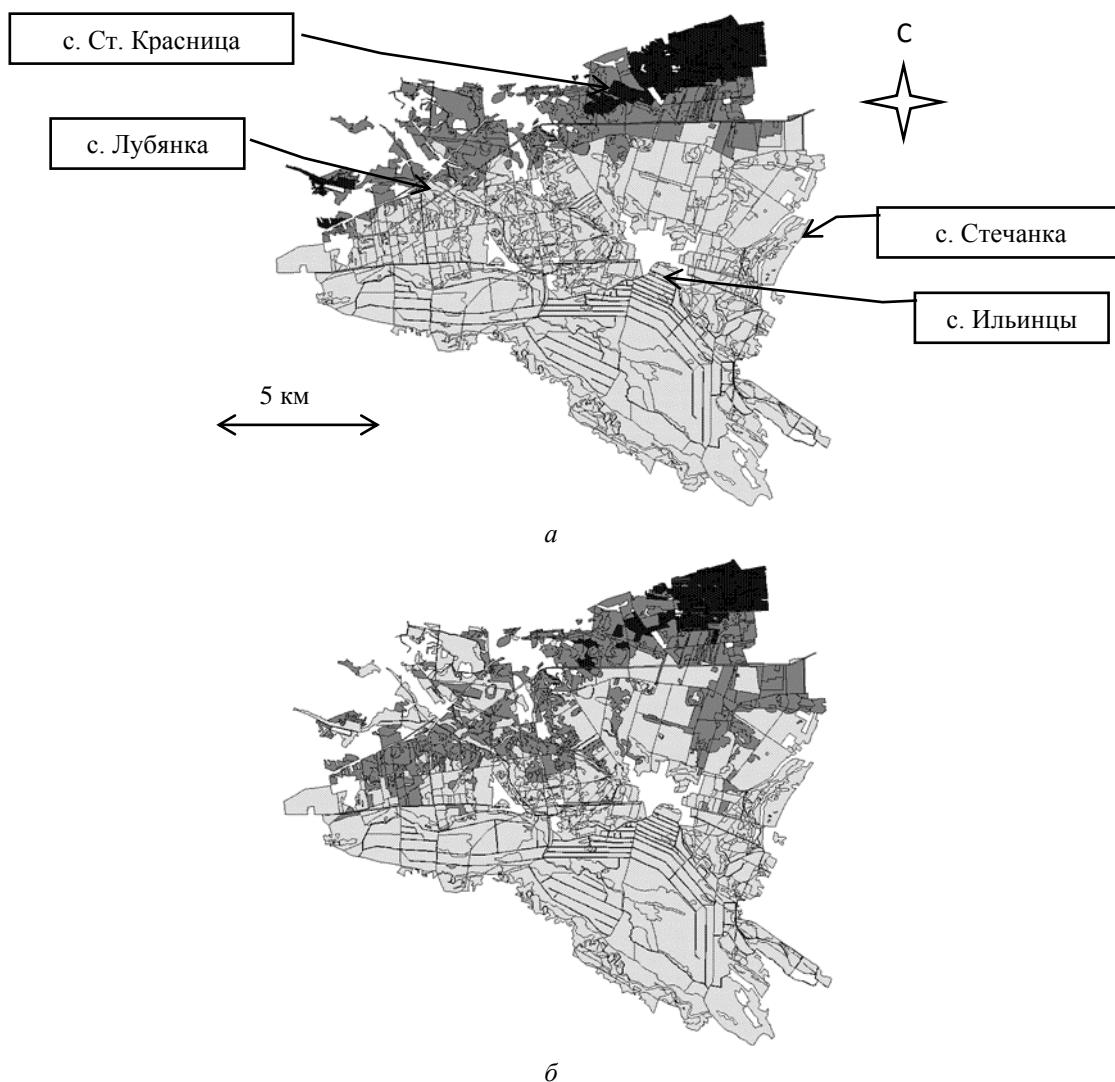 с. Ст. Красница
С
с. Лубянка
с. Стечанка
с. Ильинцы
5 км
а
б